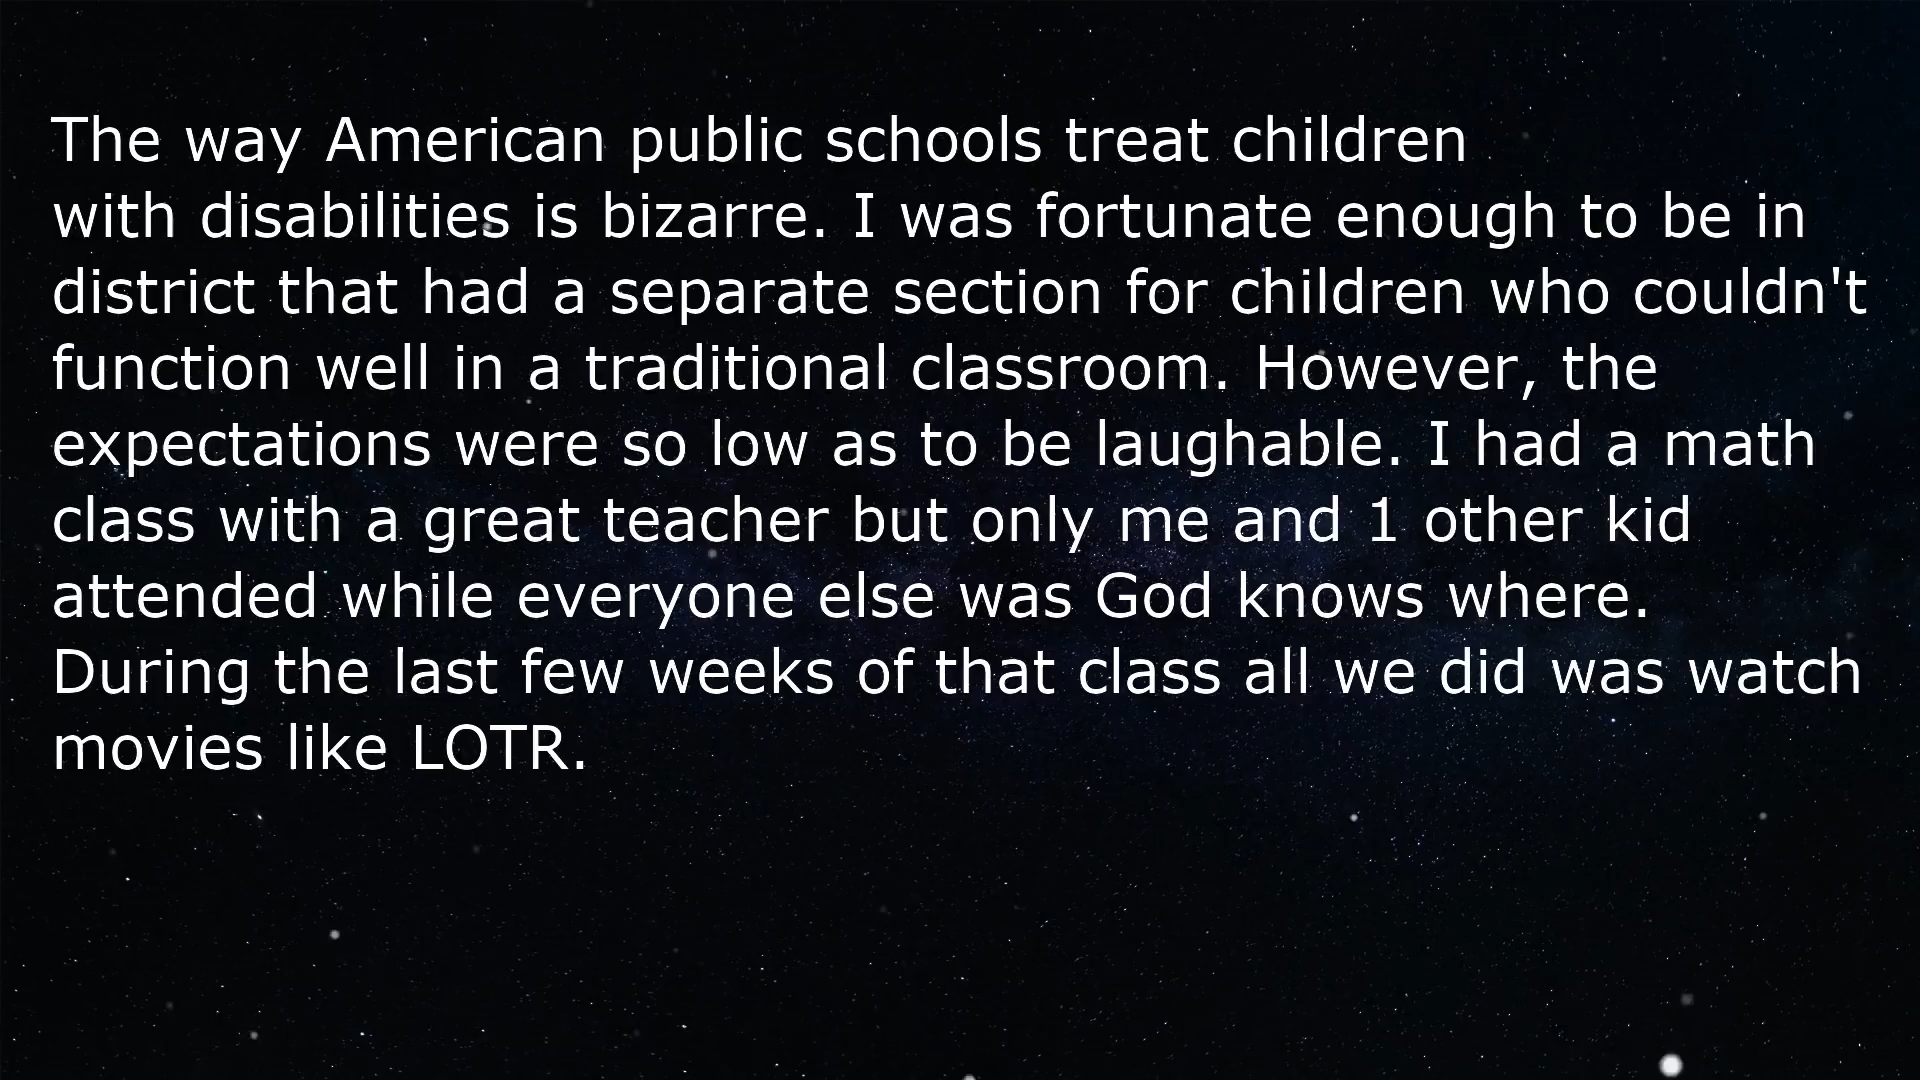 The way American public schools treat children
with disabilities is bizarre. I was fortunate enough to be in
district that had a separate section for children who couldn't
function well in a traditional classroom. However, the
expectations were so low as to be laughable. I had a math
class with a great teacher but only me and 1 other kid
attended while everyone else was God knows where.
During the last few weeks of that class all we did was watch
movies like LOTR.